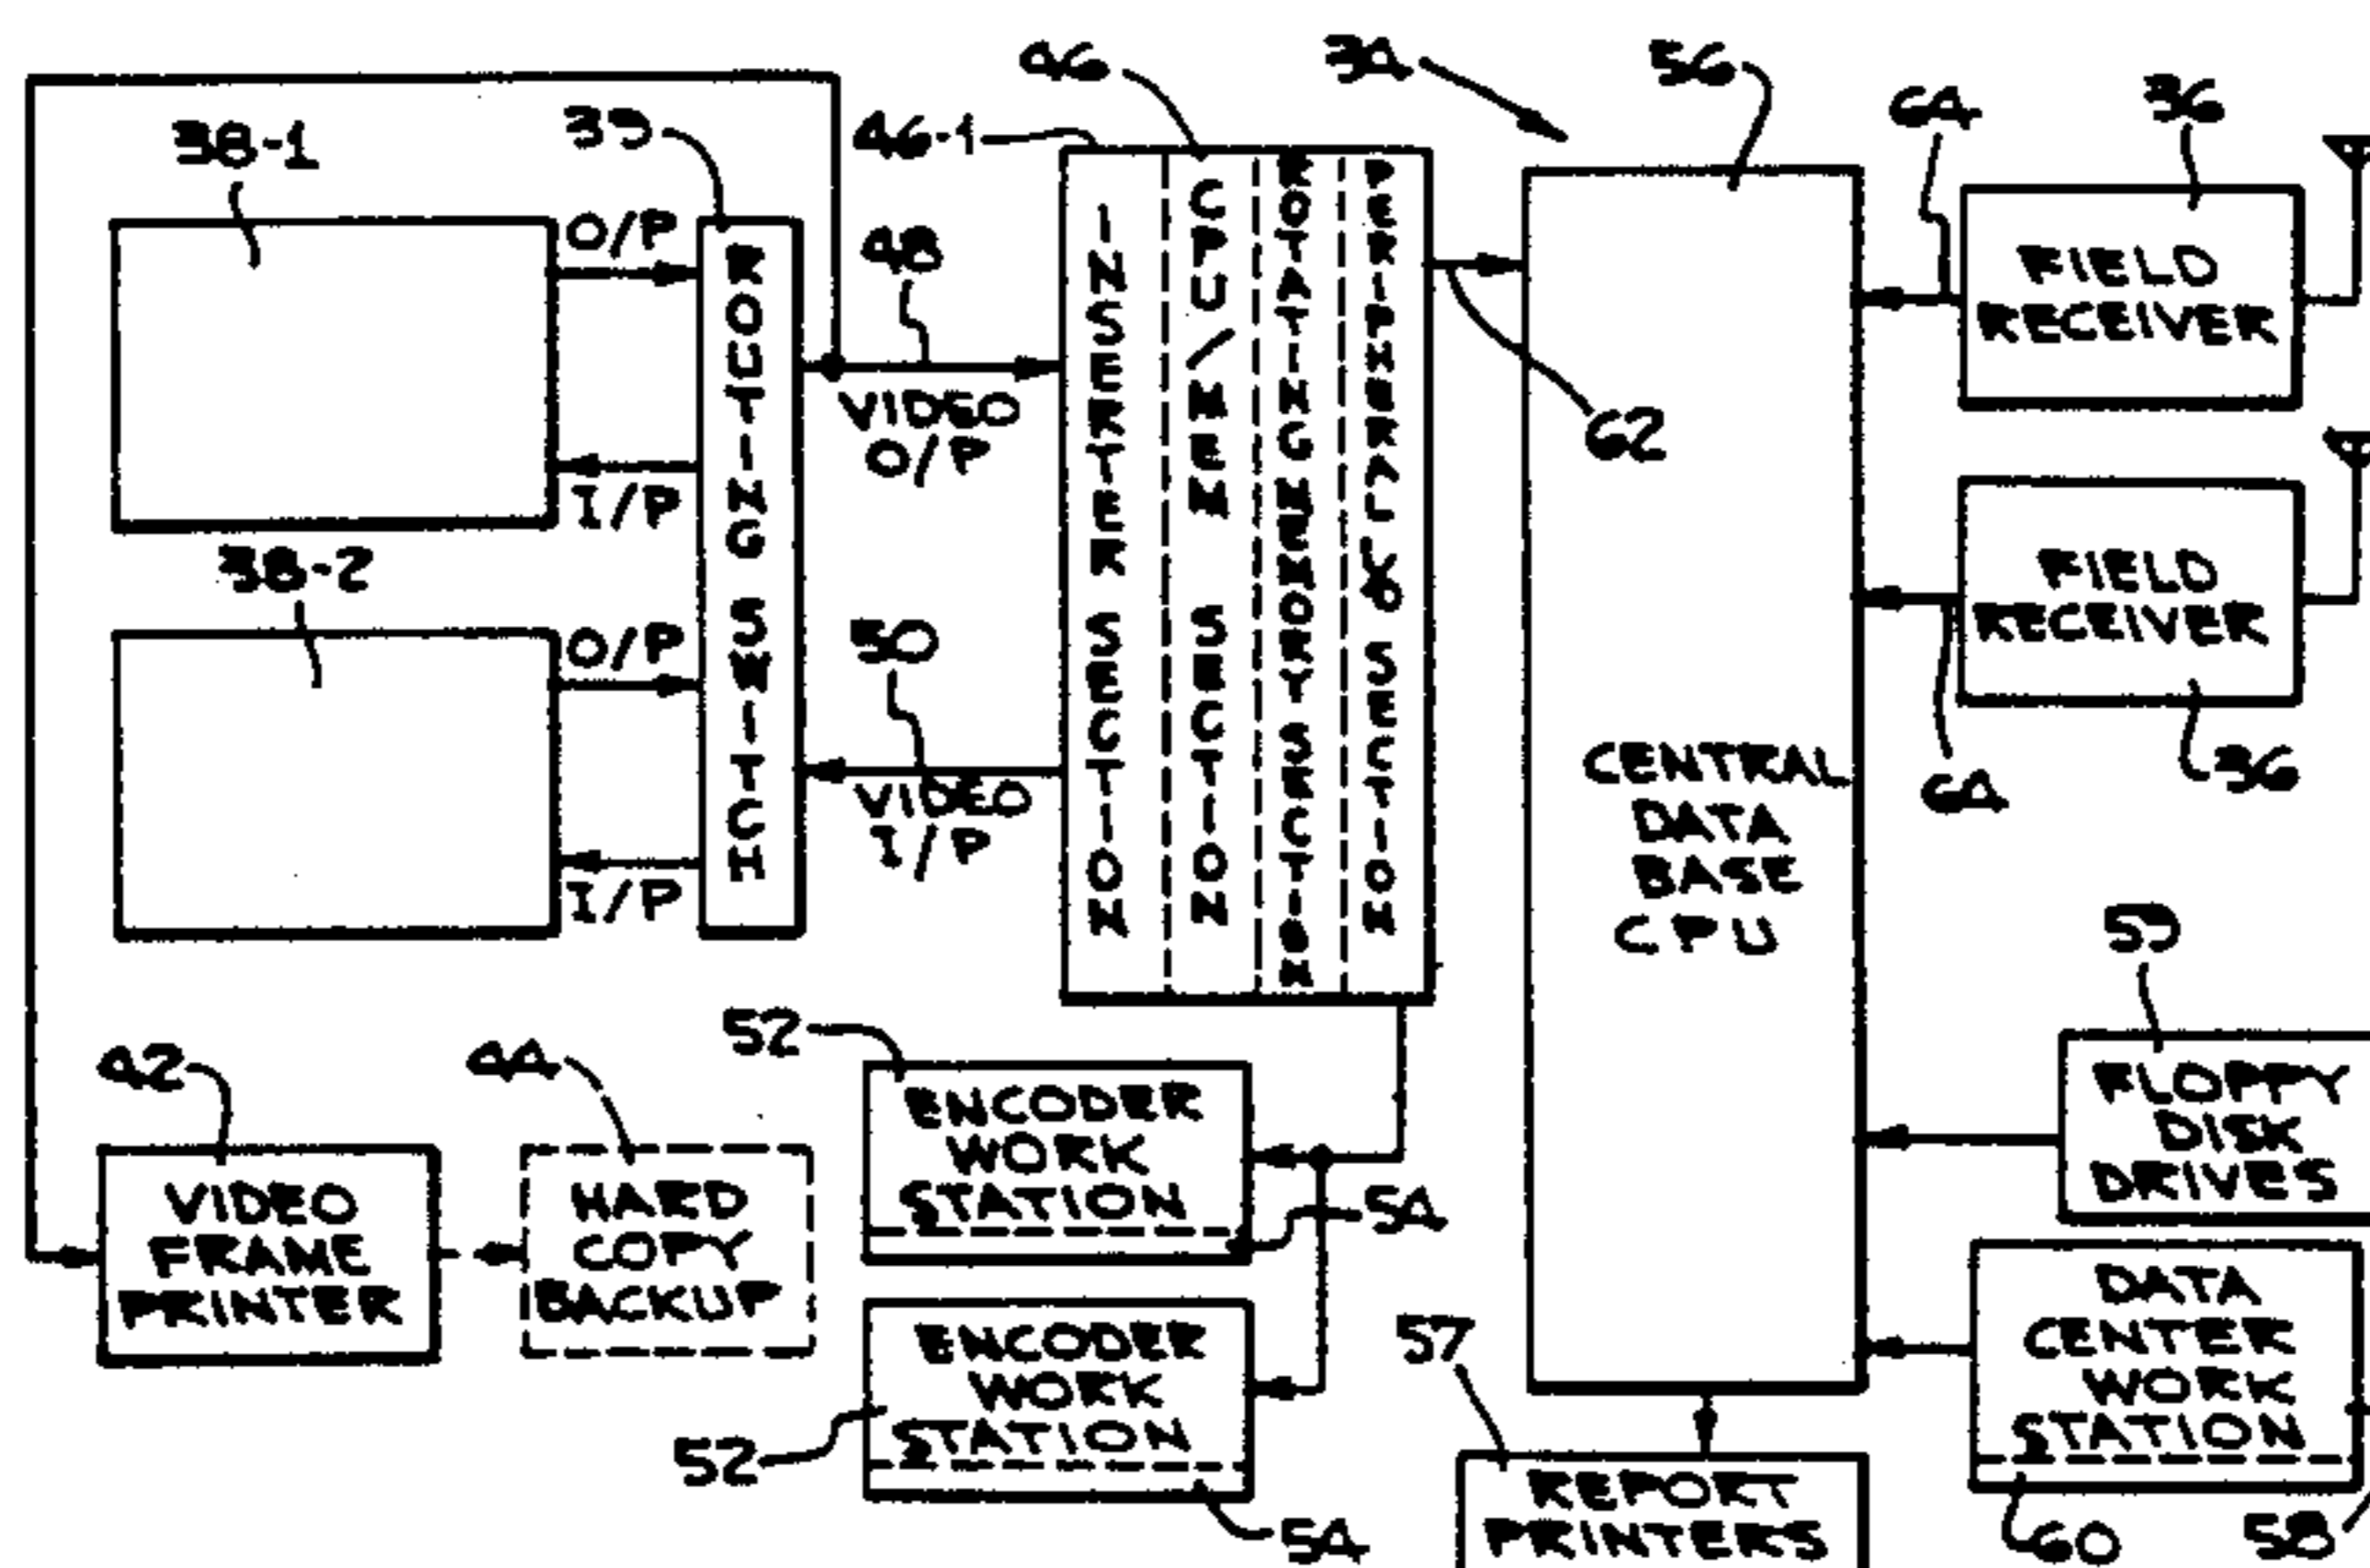 46
34
56
64
36
38-1
39
46-1
O/P
I/P
48
VIDEO
O/P
38-2
O/P
I/P
50
VIDEO
I/P
ROUTING SWITCH
INSERTER SECTION
CPU/MEM SECTION
ROTATING MEMORY SECTION
PERIPHERAL I/O SECTION
62
CENTRAL
DATA
BASE
CPU
FIELD
RECEIVER
FIELD
RECEIVER
64
36
59
FLOPPY
DISK
DRIVES
42
VIDEO
FRAME
PRINTER
44
HARD
COPY
BACKUP
52
ENCODER
WORK
STATION
54
ENCODER
WORK
STATION
52
54
57
REPORT
PRINTERS
DATA
CENTER
WORK
STATION
60
58